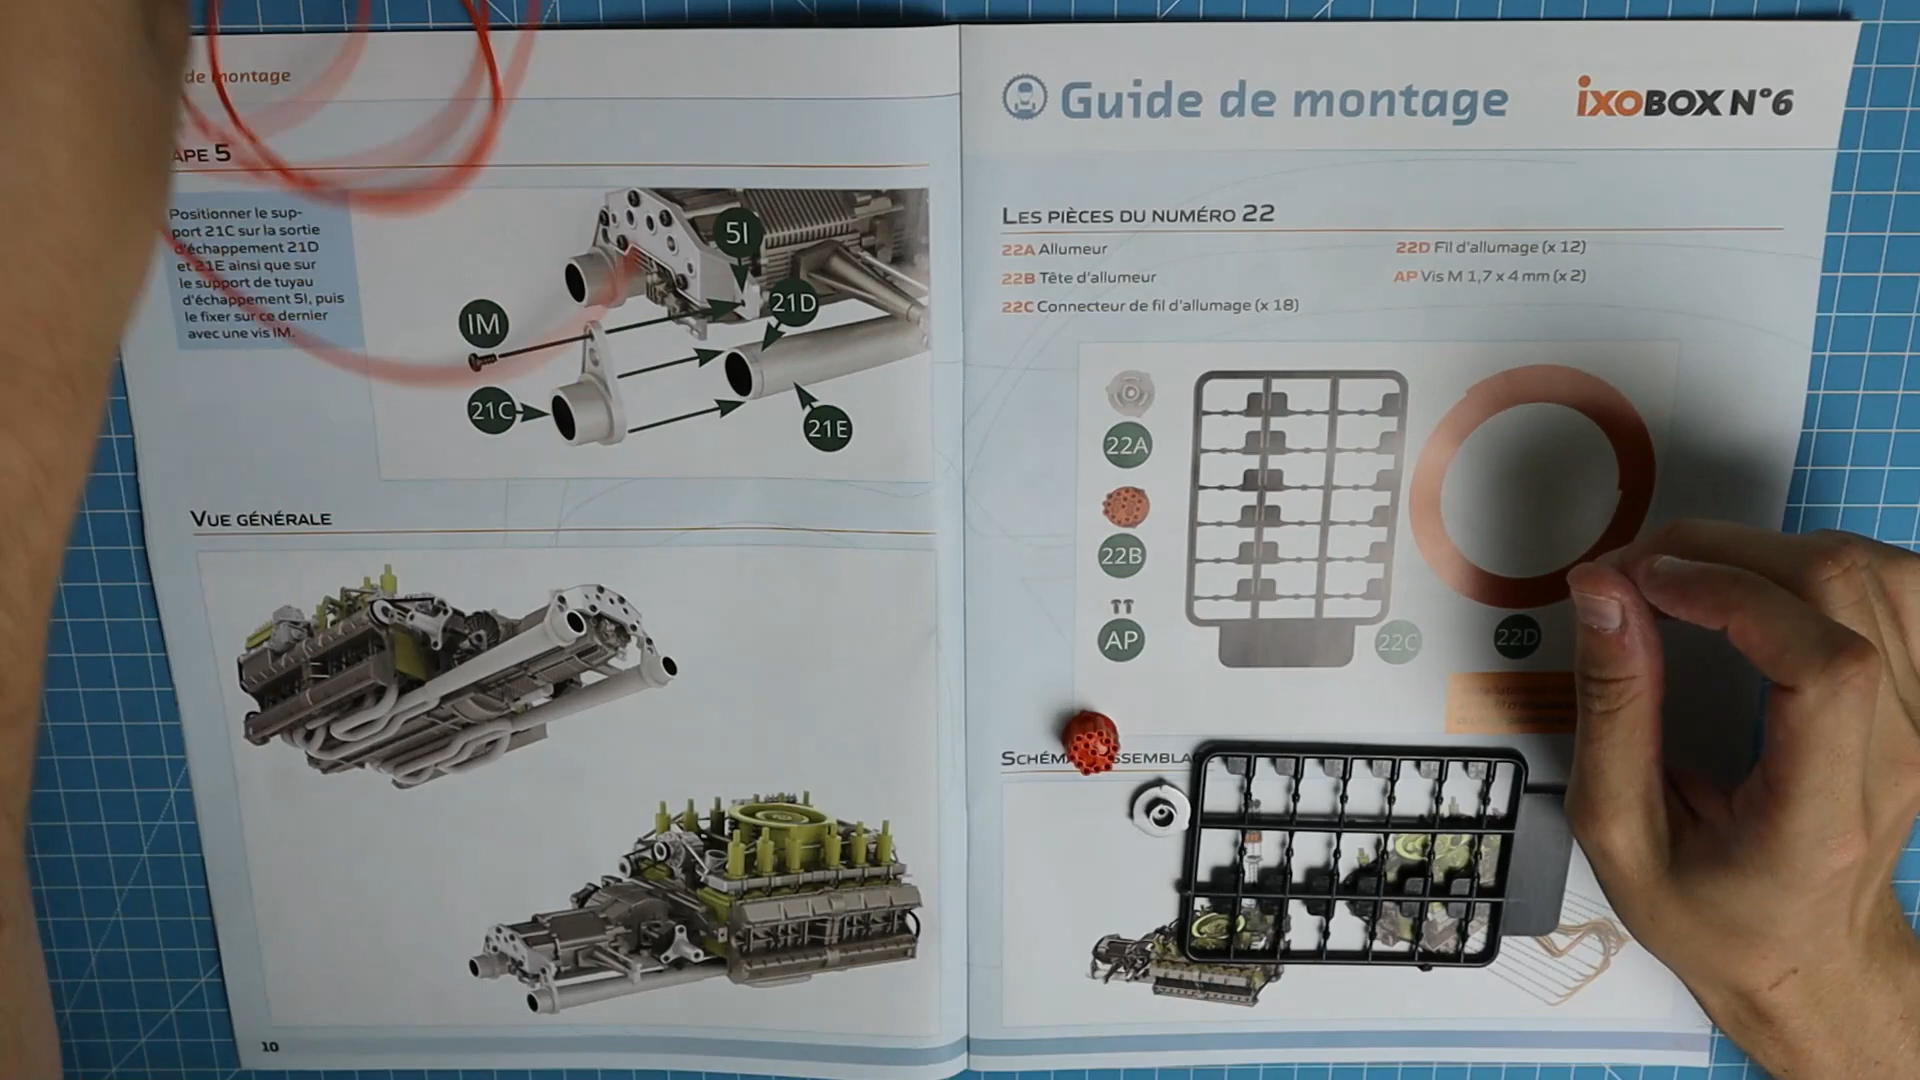 de montage
APE 5
Positionner le sup-
port 21C sur la sortie
d'échappement 21D
et 21E ainsi que sur
le support de tuyau
d'échappement 5I, puis
le fixer sur ce dernier
avec une vis IM.
5I
21D
IM
21C
21E
VUE GÉNÉRALE
10
Guide de montage
iXOBOX N°6
LES PIÈCES DU NUMÉRO 22
22A Allumeur
22B Tête d'allumeur
22C Connecteur de fil d'allumage (x 18)
22D Fil d'allumage (x 12)
AP Vis M 1,7 x 4 mm (x 2)
22A
22B
AP
22C
22D
SCHÉM SSEMBLA